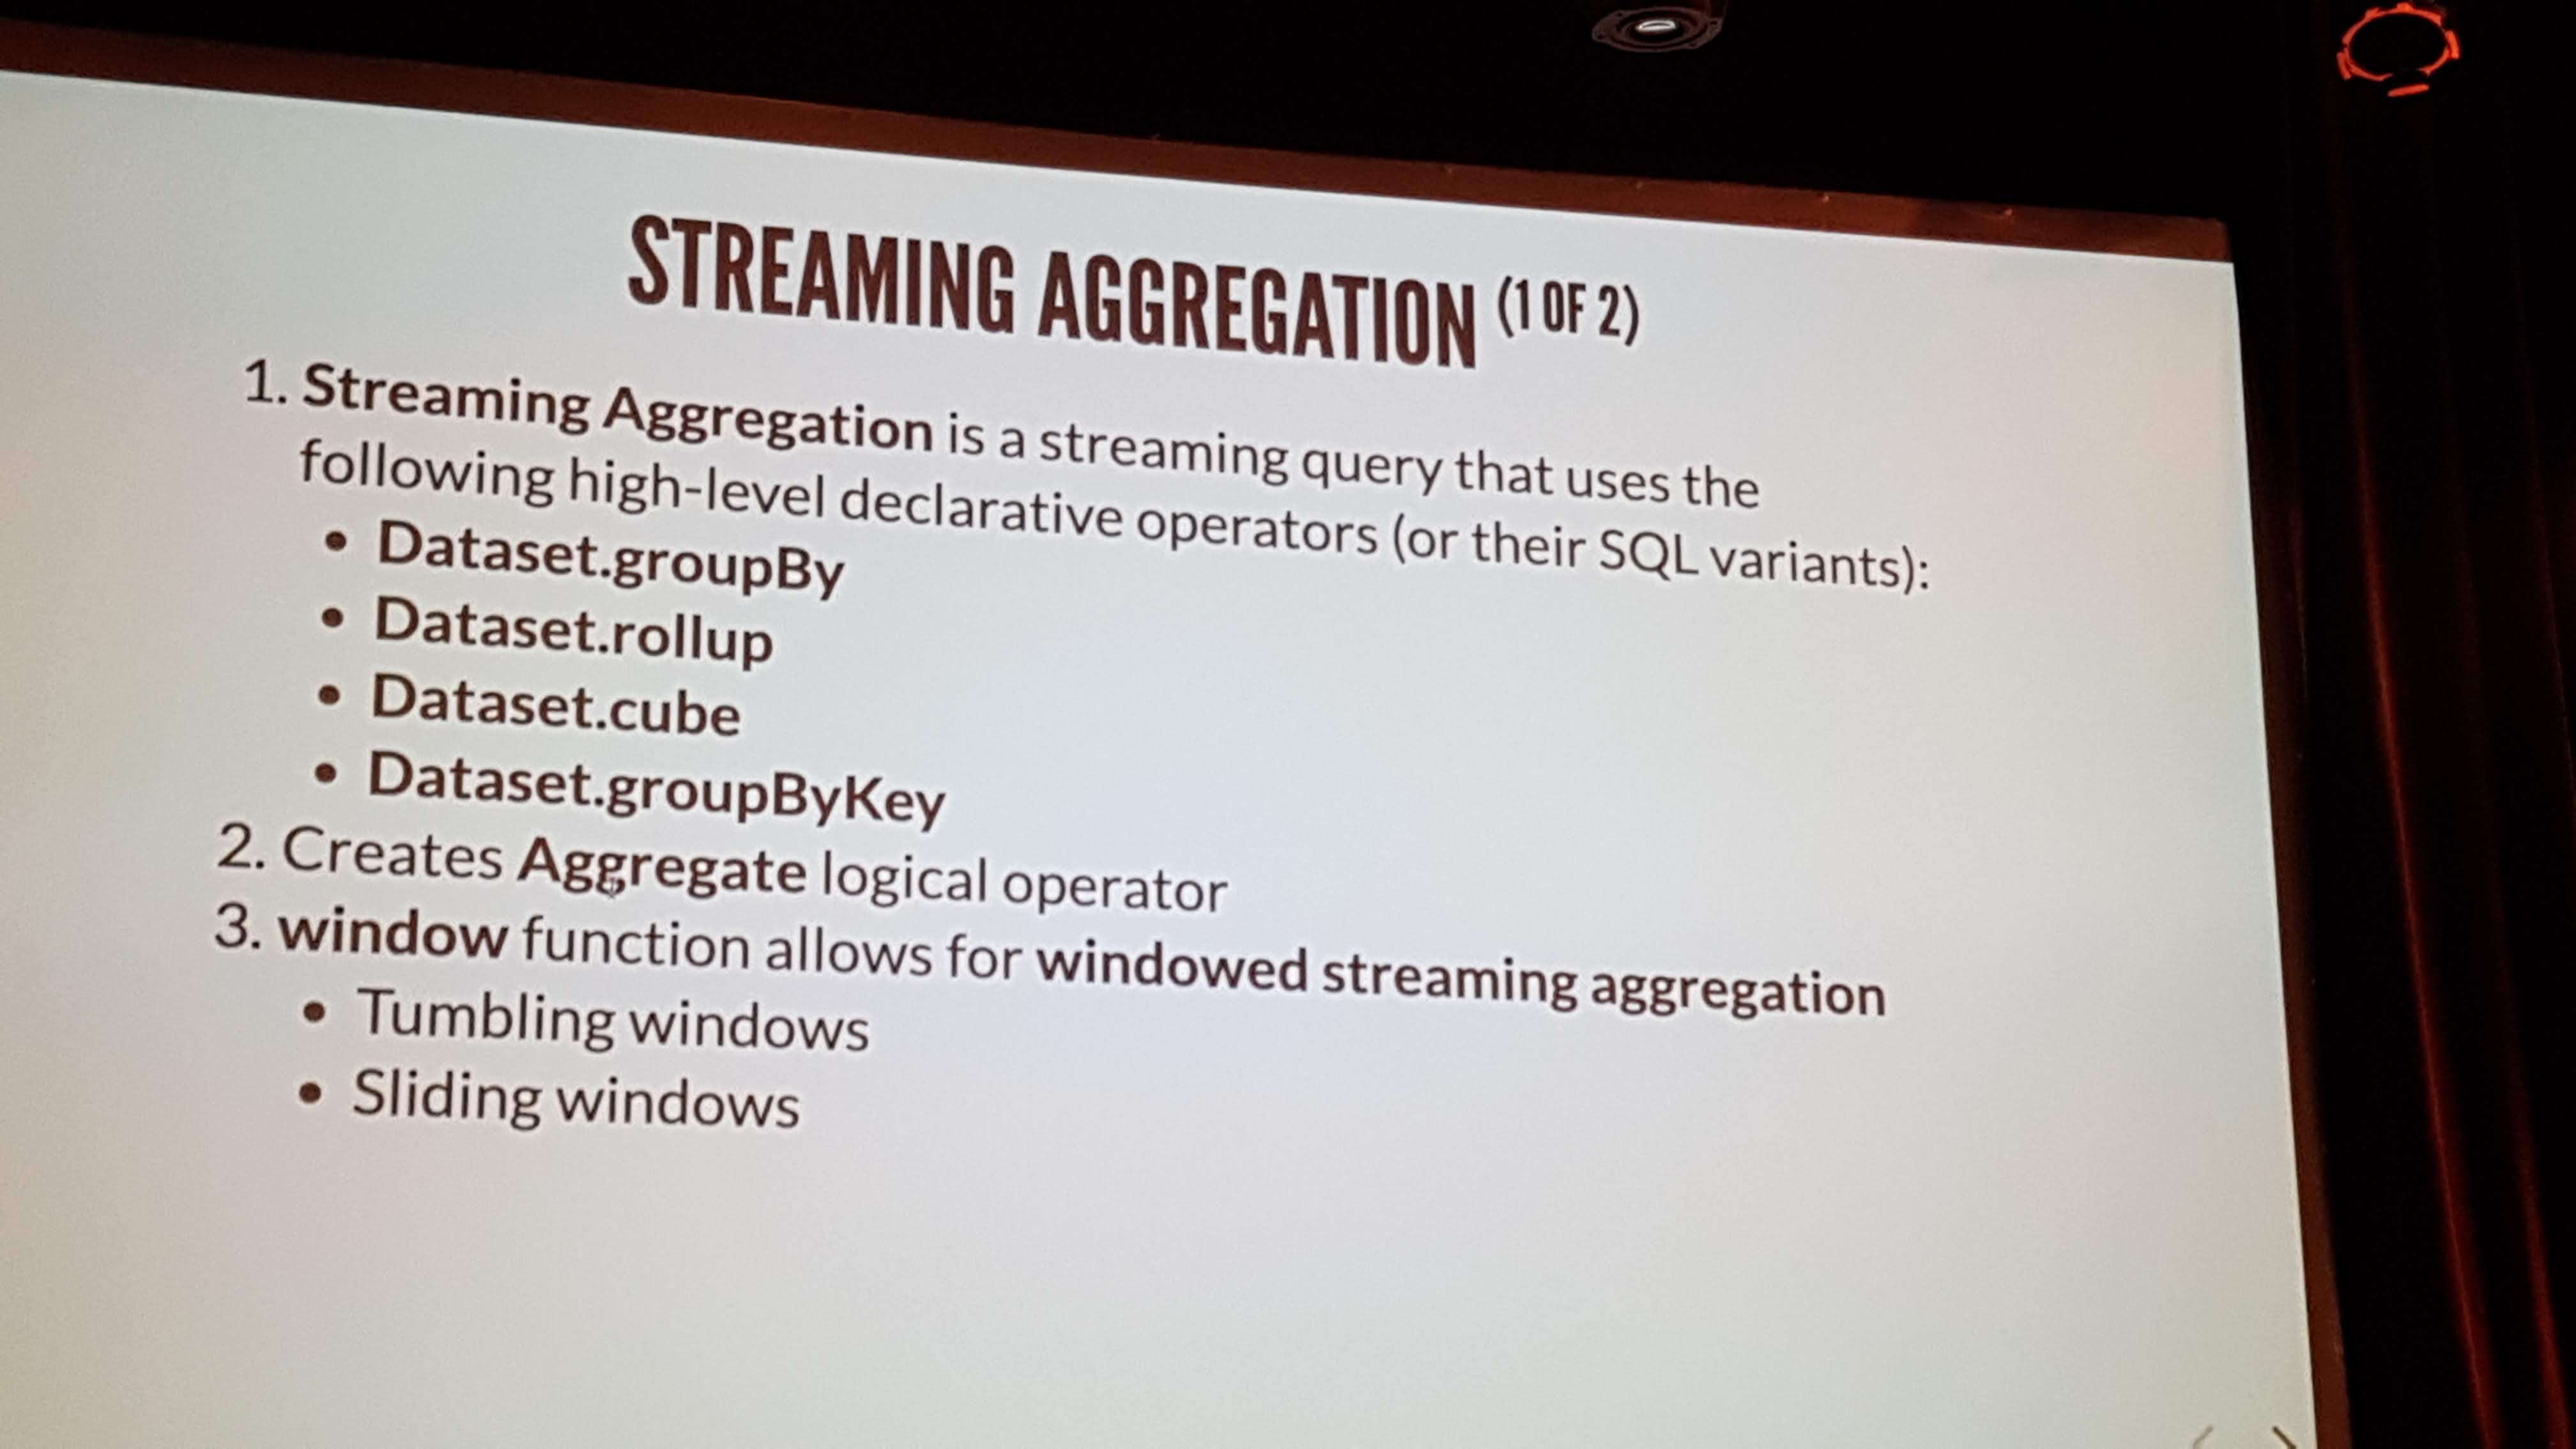 STREAMING AGGREGATION (1 OF 2)
1. Streaming Aggregation is a streaming query that uses the
following high-level declarative operators (or their SQL variants):
• Dataset.groupBy
• Dataset.rollup
• Dataset.cube
• Dataset.groupByKey
2. Creates Aggregate logical operator
3. window function allows for windowed streaming aggregation
• Tumbling windows
• Sliding windows